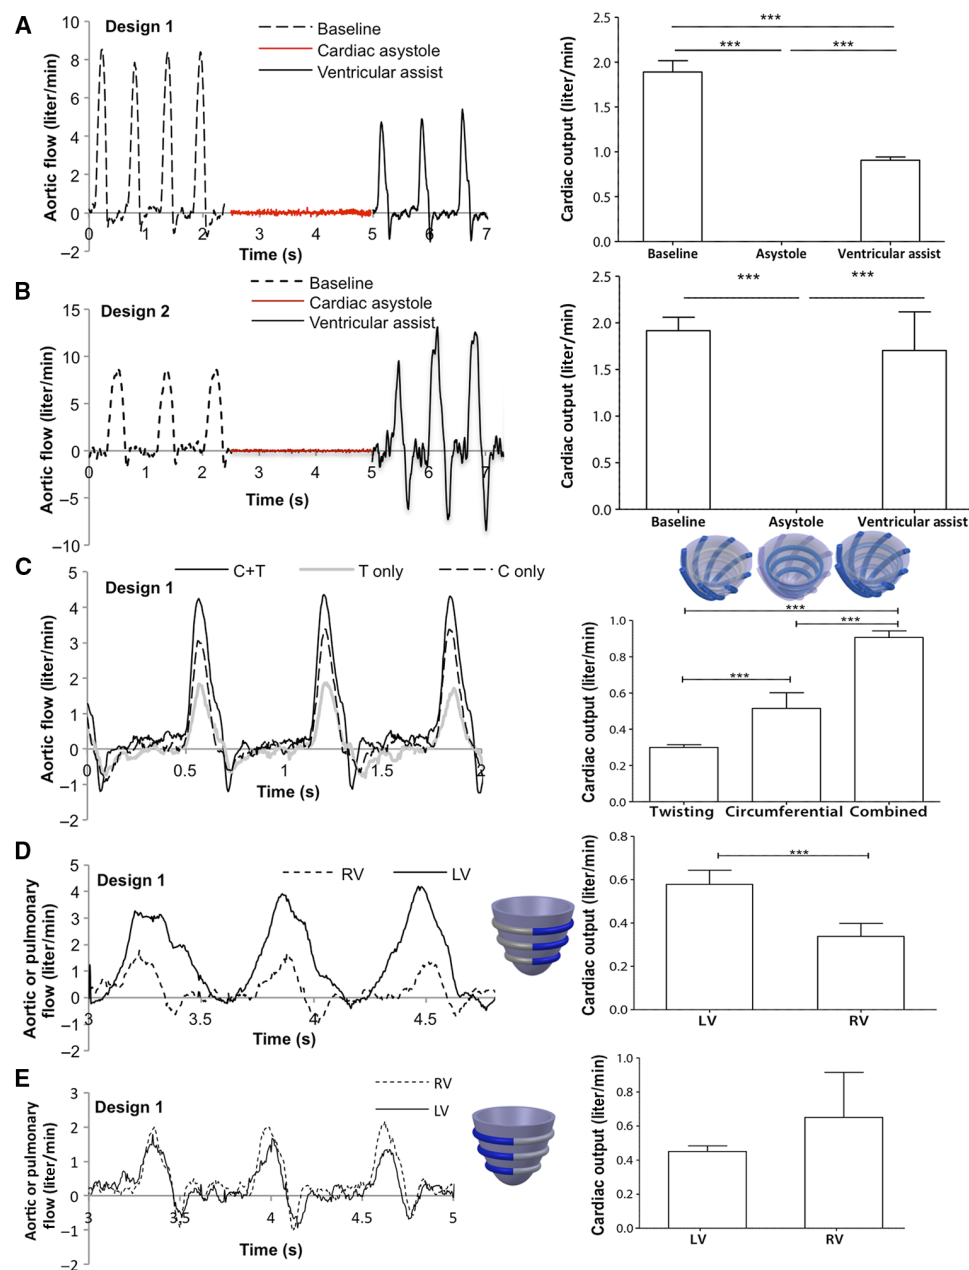 A
Design 1
Baseline
Cardiac asystole
Ventricular assist
Aortic flow (liter/min)
10
8
6
4
2
0
–2
0 1 2 3 4 5 6 7
Time (s)
Cardiac output (liter/min)
2.5
2.0
1.5
1.0
0.5
0.0
***
*** ***
Baseline Asystole Ventricular assist
B
Design 2
Baseline
Cardiac asystole
Ventricular assist
Aortic flow (liter/min)
15
10
5
0
–5
–10
0 1 2 3 4 5 6 7
Time (s)
Cardiac output (liter/min)
2.5
2.0
1.5
1.0
0.5
0.0
*** ***
Baseline Asystole Ventricular assist
C
Design 1
C+T T only C only
Aortic flow (liter/min)
5
4
3
2
1
0
–1
–2
0 0.5 1 1.5 2
Time (s)
Cardiac output (liter/min)
1.0
0.8
0.6
0.4
0.2
0.0
***
***
***
Twisting Circumferential Combined
D
Design 1
RV LV
Aortic or pulmonary
flow (liter/min)
5
4
3
2
1
0
–1
–2
3 3.5 4 4.5
Time (s)
Cardiac output (liter/min)
0.8
0.6
0.4
0.2
0.0
***
LV RV
E
Design 1
RV
LV
Aortic or pulmonary
flow (liter/min)
3
2
1
0
–1
–2
3 3.5 4 4.5 5
Time (s)
Cardiac output (liter/min)
1.0
0.8
0.6
0.4
0.2
0.0
LV RV